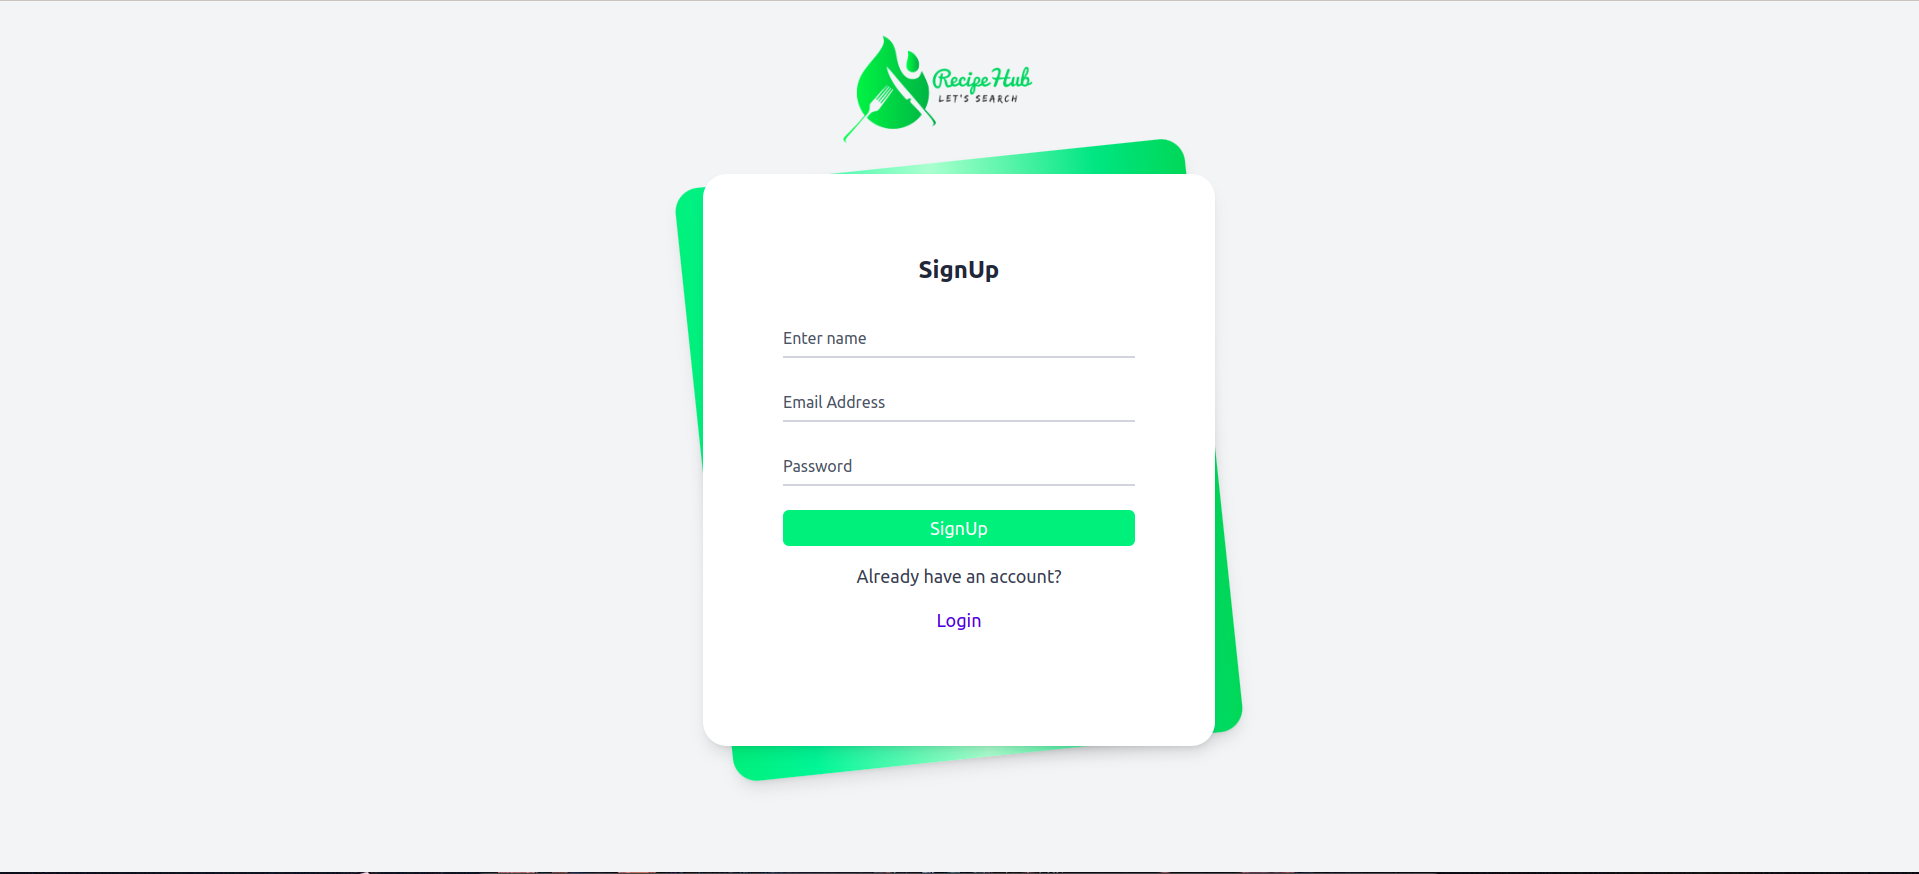 Recipe Hub
LET'S SEARCH
SignUp
Enter name
Email Address
Password
SignUp
Already have an account?
Login